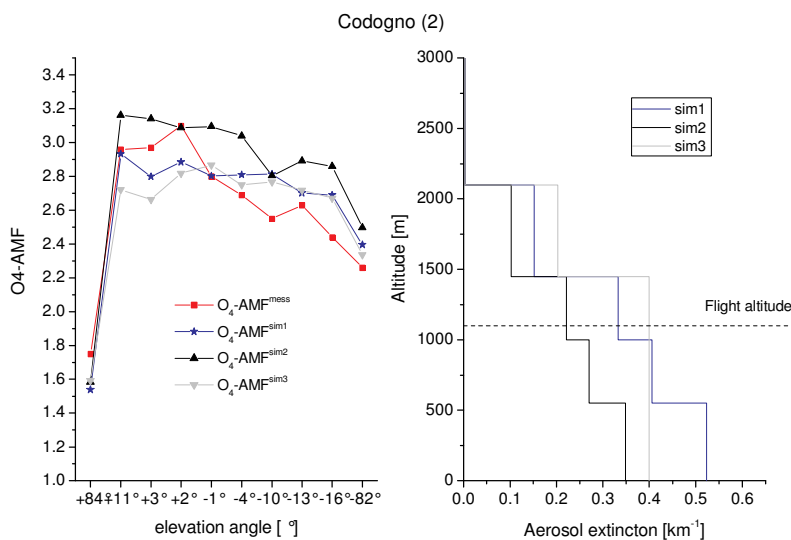 Codogno (2)
3.4
3.2
3.0
2.8
2.6
2.4
2.2
2.0
1.8
1.6
1.4
1.2
1.0
O4-AMF
O₄-AMFᵐᵉˢˢ
O₄-AMFˢⁱᵐ¹
O₄-AMFˢⁱᵐ²
O₄-AMFˢⁱᵐ³
+84° +11° +3° +2° -1° -4° -10° -13° -16° -82°
elevation angle [ °]
3000
2500
2000
1500
1000
500
0
Altitude [m]
sim1
sim2
sim3
Flight altitude
0.0 0.1 0.2 0.3 0.4 0.5 0.6
Aerosol extincton [km⁻¹]